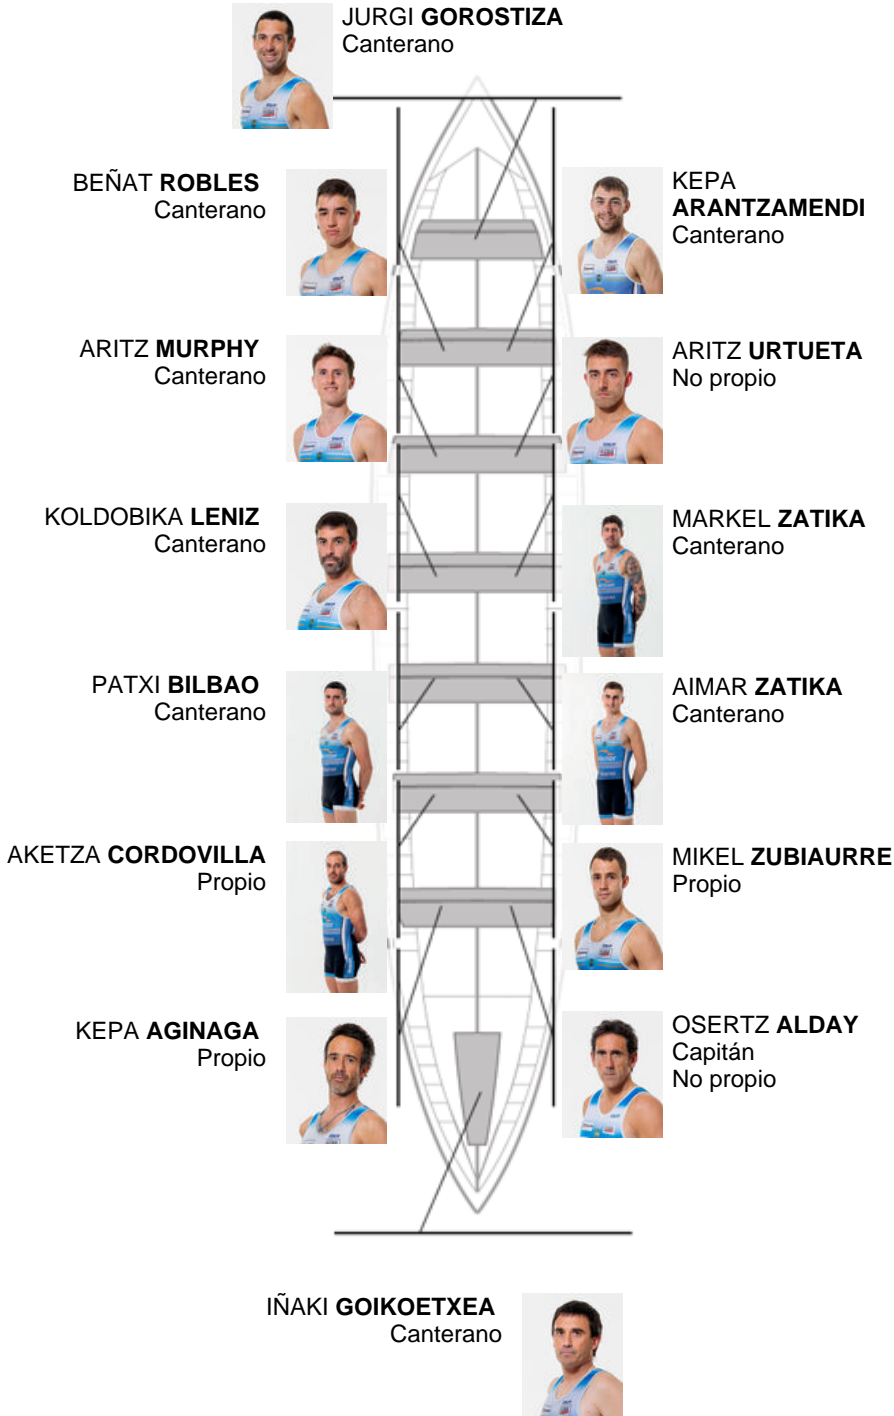 JURGI GOROSTIZA
Canterano
BEÑAT ROBLES
Canterano
KEPA
ARANTZAMENDI
Canterano
ARITZ MURPHY
Canterano
ARITZ URTUETA
No propio
KOLDOBIKA LENIZ
Canterano
MARKEL ZATIKA
Canterano
PATXI BILBAO
Canterano
AIMAR ZATIKA
Canterano
AKETZA CORDOVILLA
Propio
MIKEL ZUBIAURRE
Propio
KEPA AGINAGA
Propio
OSERTZ ALDAY
Capitán
No propio
IÑAKI GOIKOETXEA
Canterano